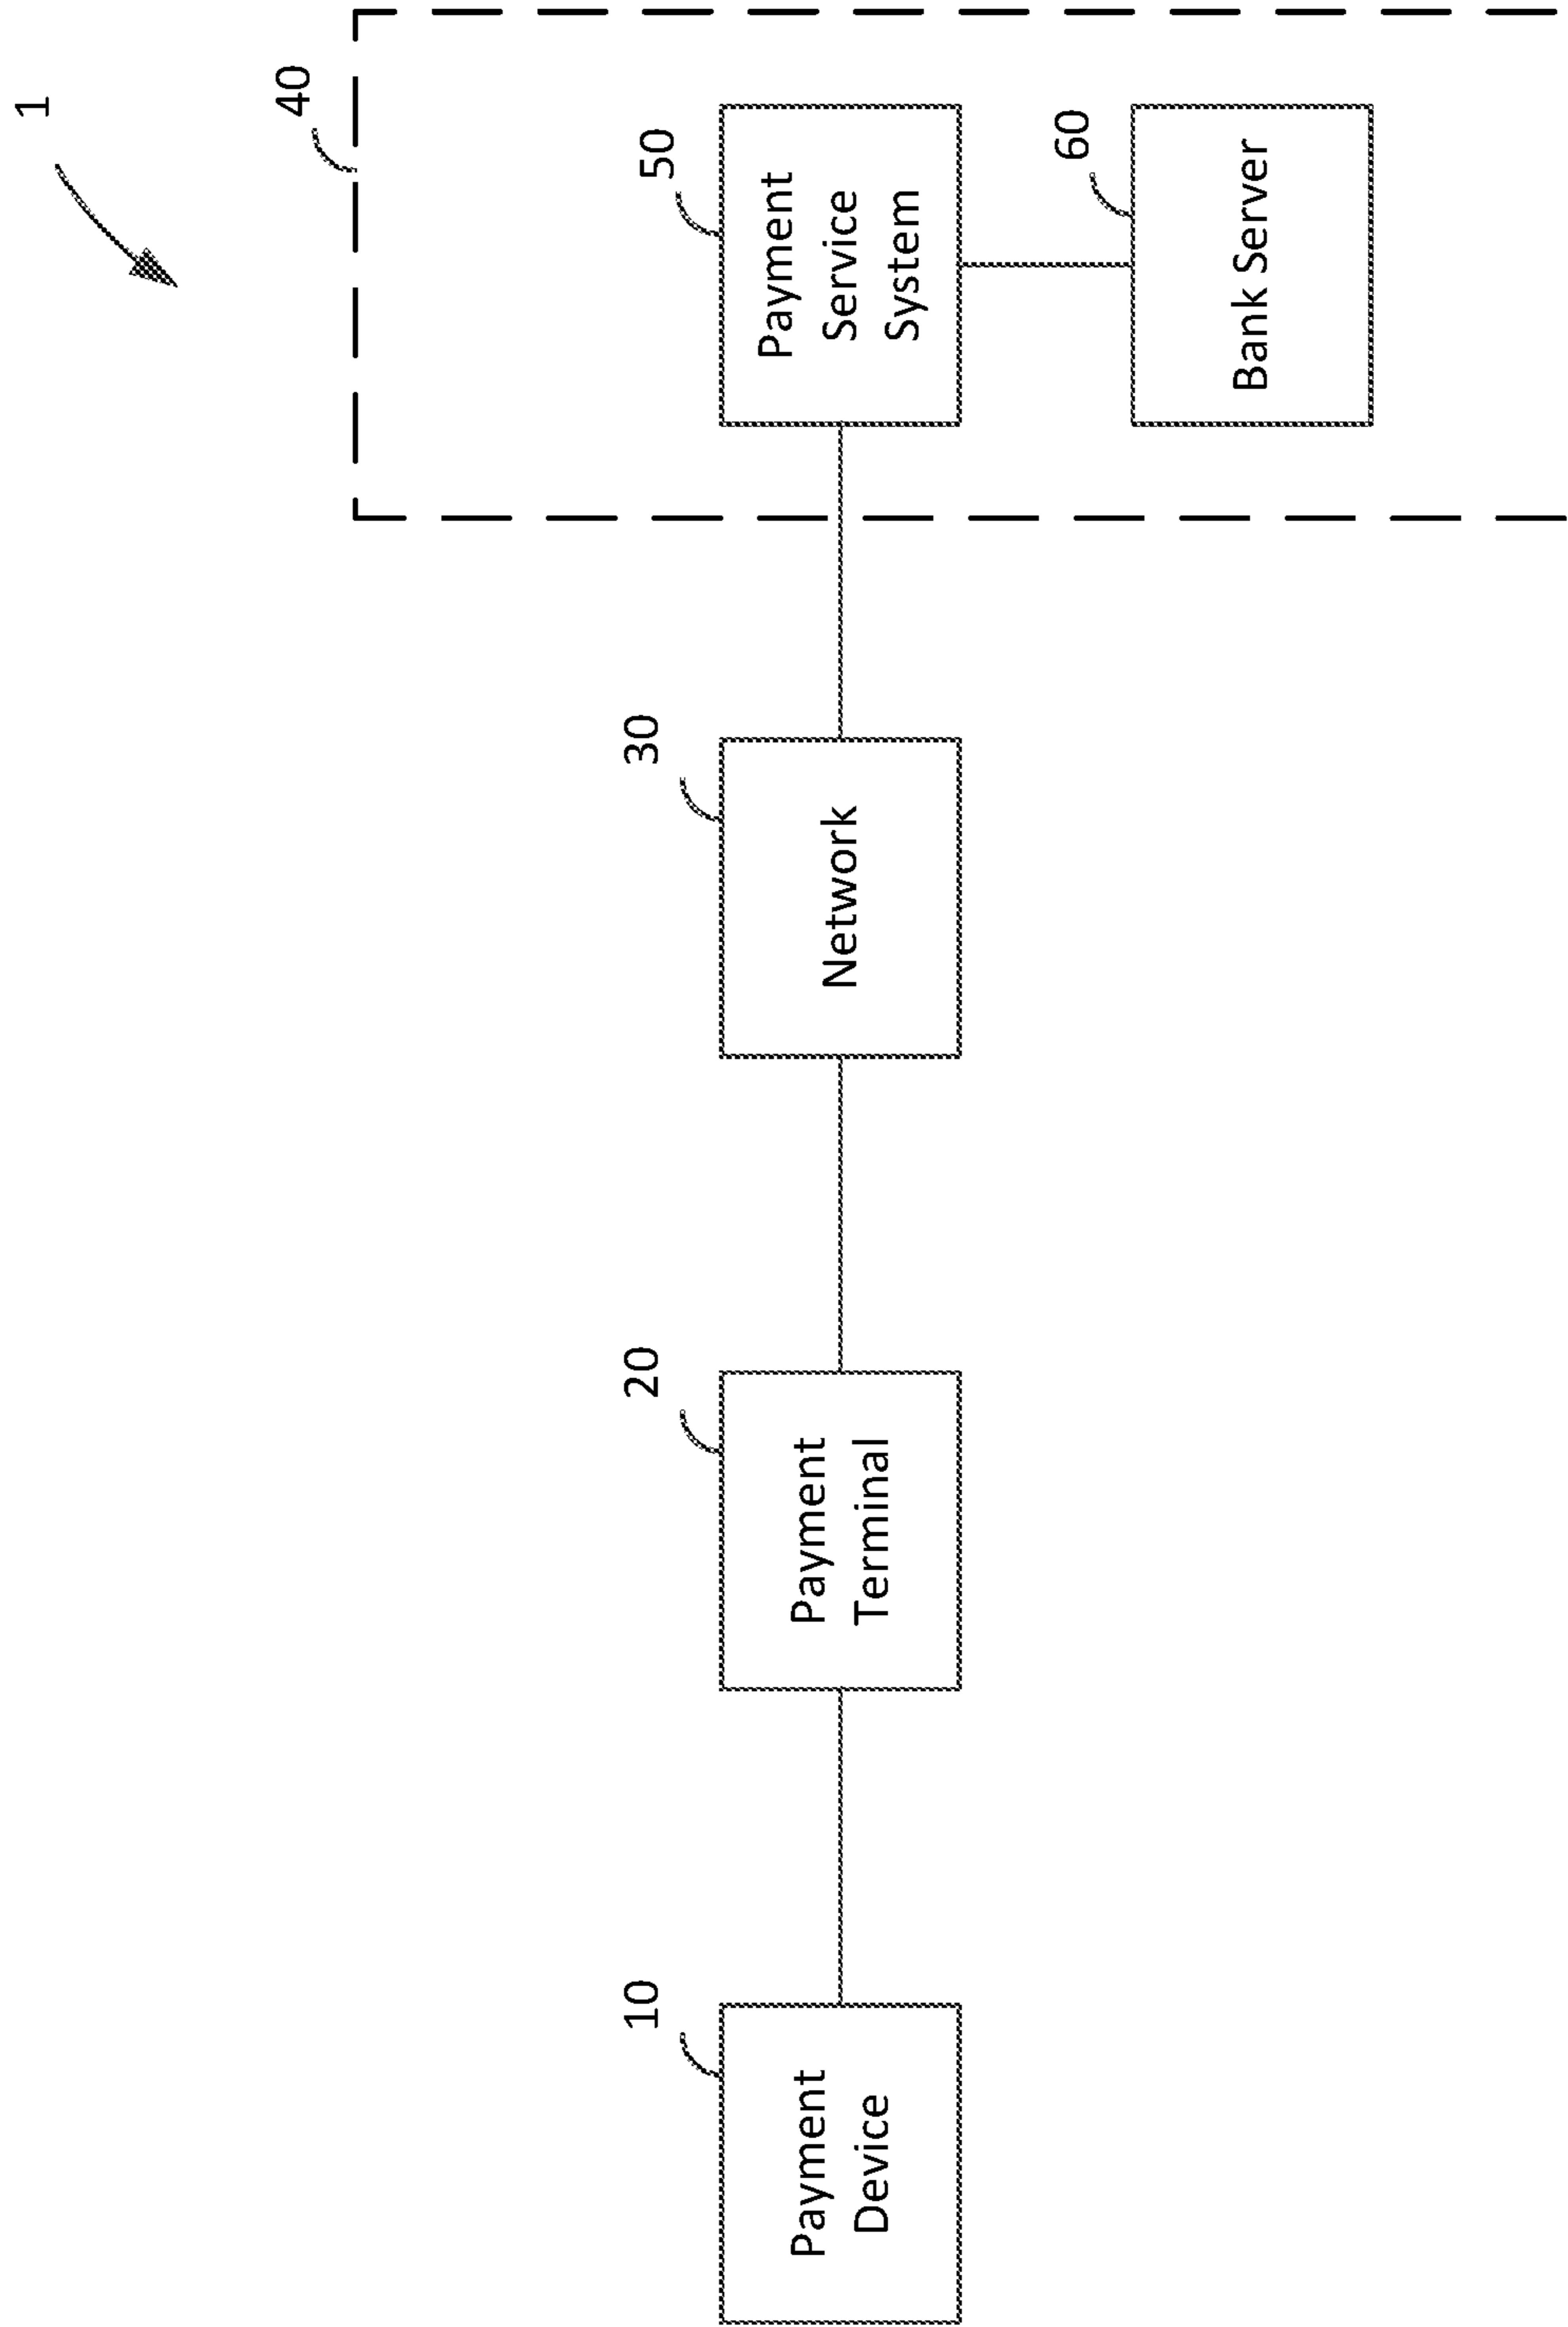 1
40
10
Payment
Device
20
Payment
Terminal
30
Network
50
Payment
Service
System
60
Bank Server